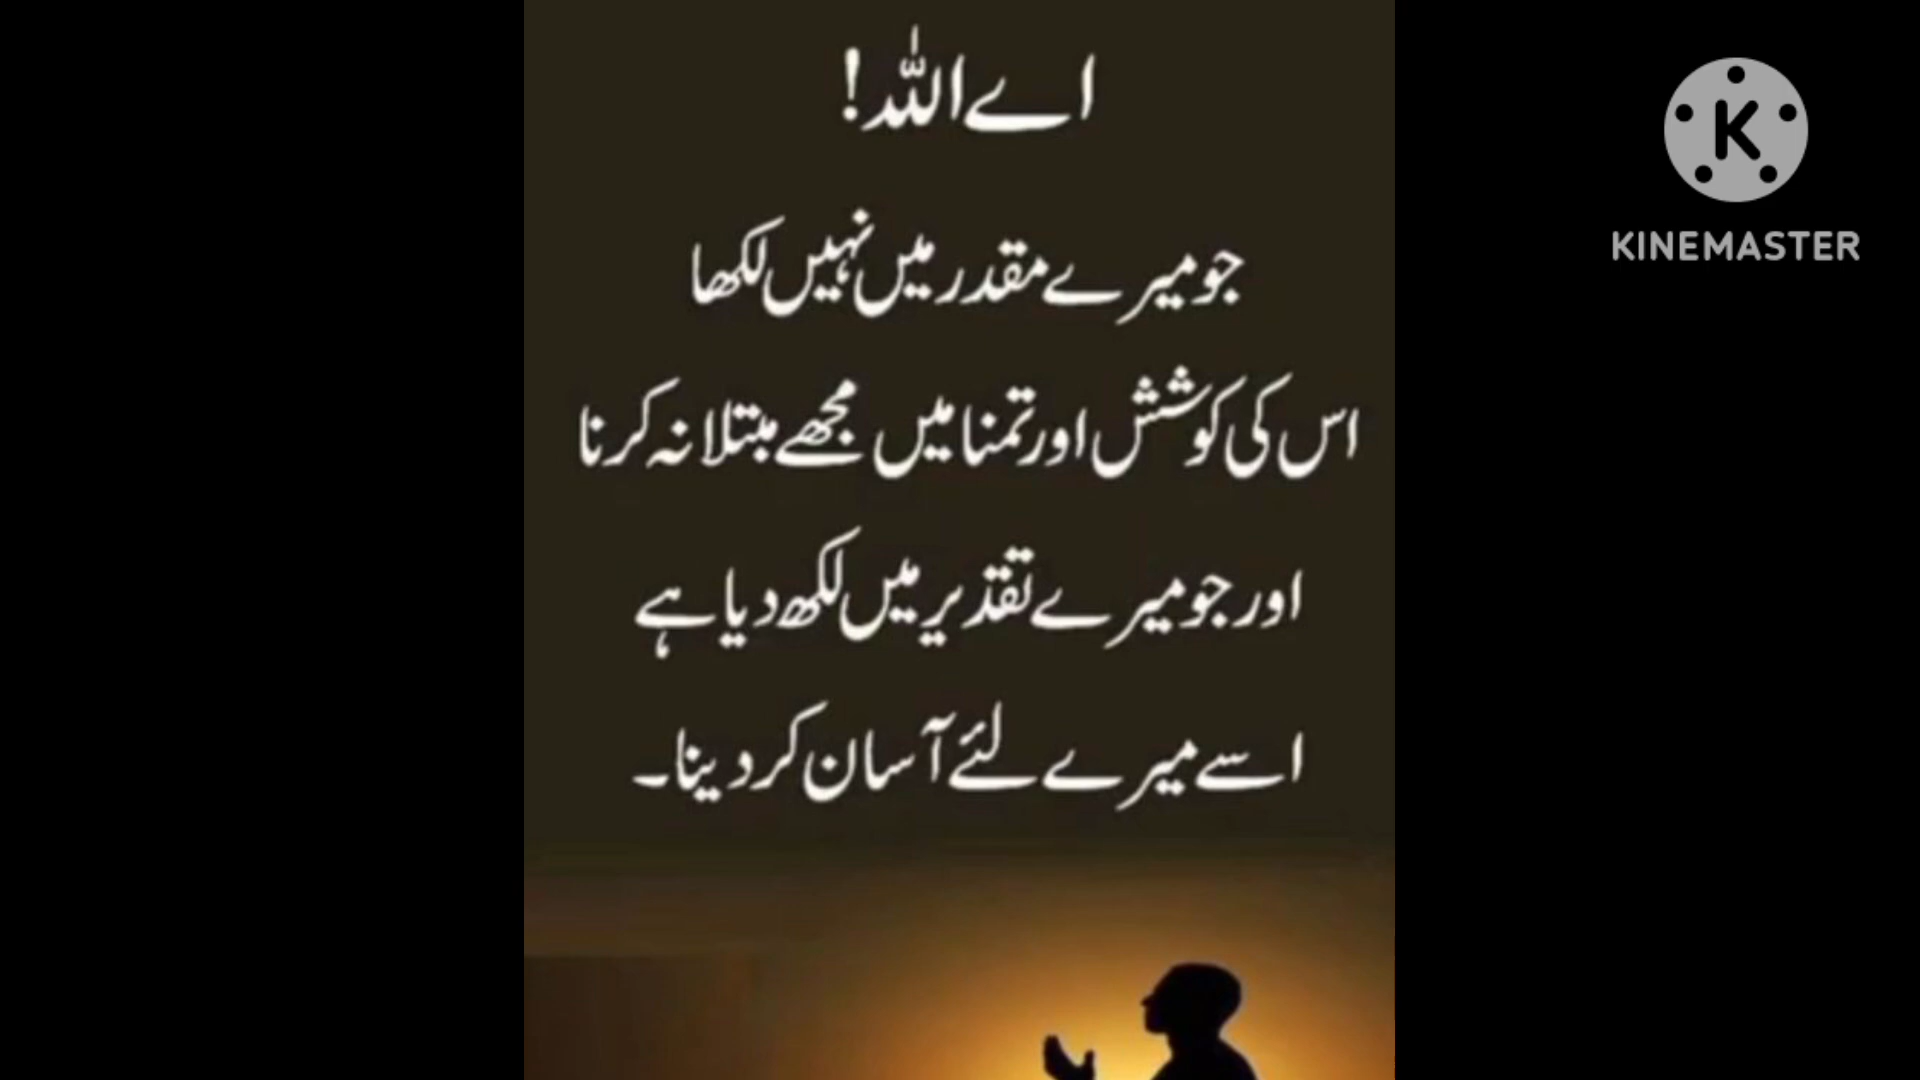 اے اللہ!
جو میرے مقدر میں نہیں لکھا
اس کی کوشش اور تمنا میں مجھے مبتلا نہ کرنا
اور جو میرے تقدیر میں لکھ دیا ہے
اسے میرے لئے آسان کر دینا۔
K
KINEMASTER